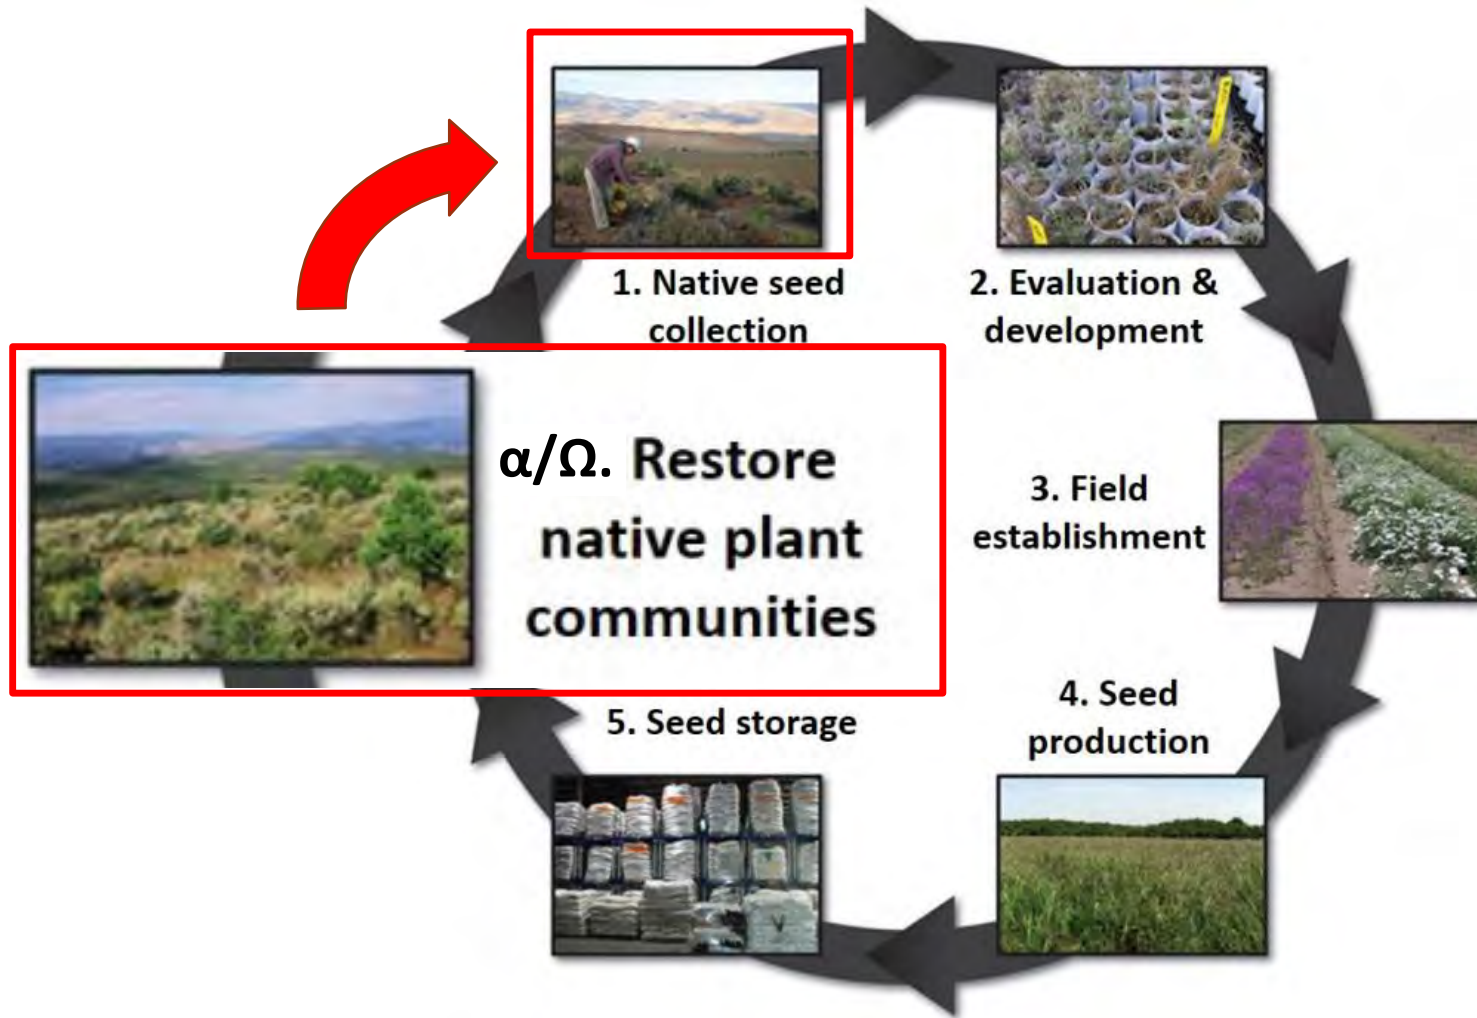 1. Native seed
collection
2. Evaluation &
development
3. Field
establishment
4. Seed
production
5. Seed storage
α/Ω. Restore
native plant
communities